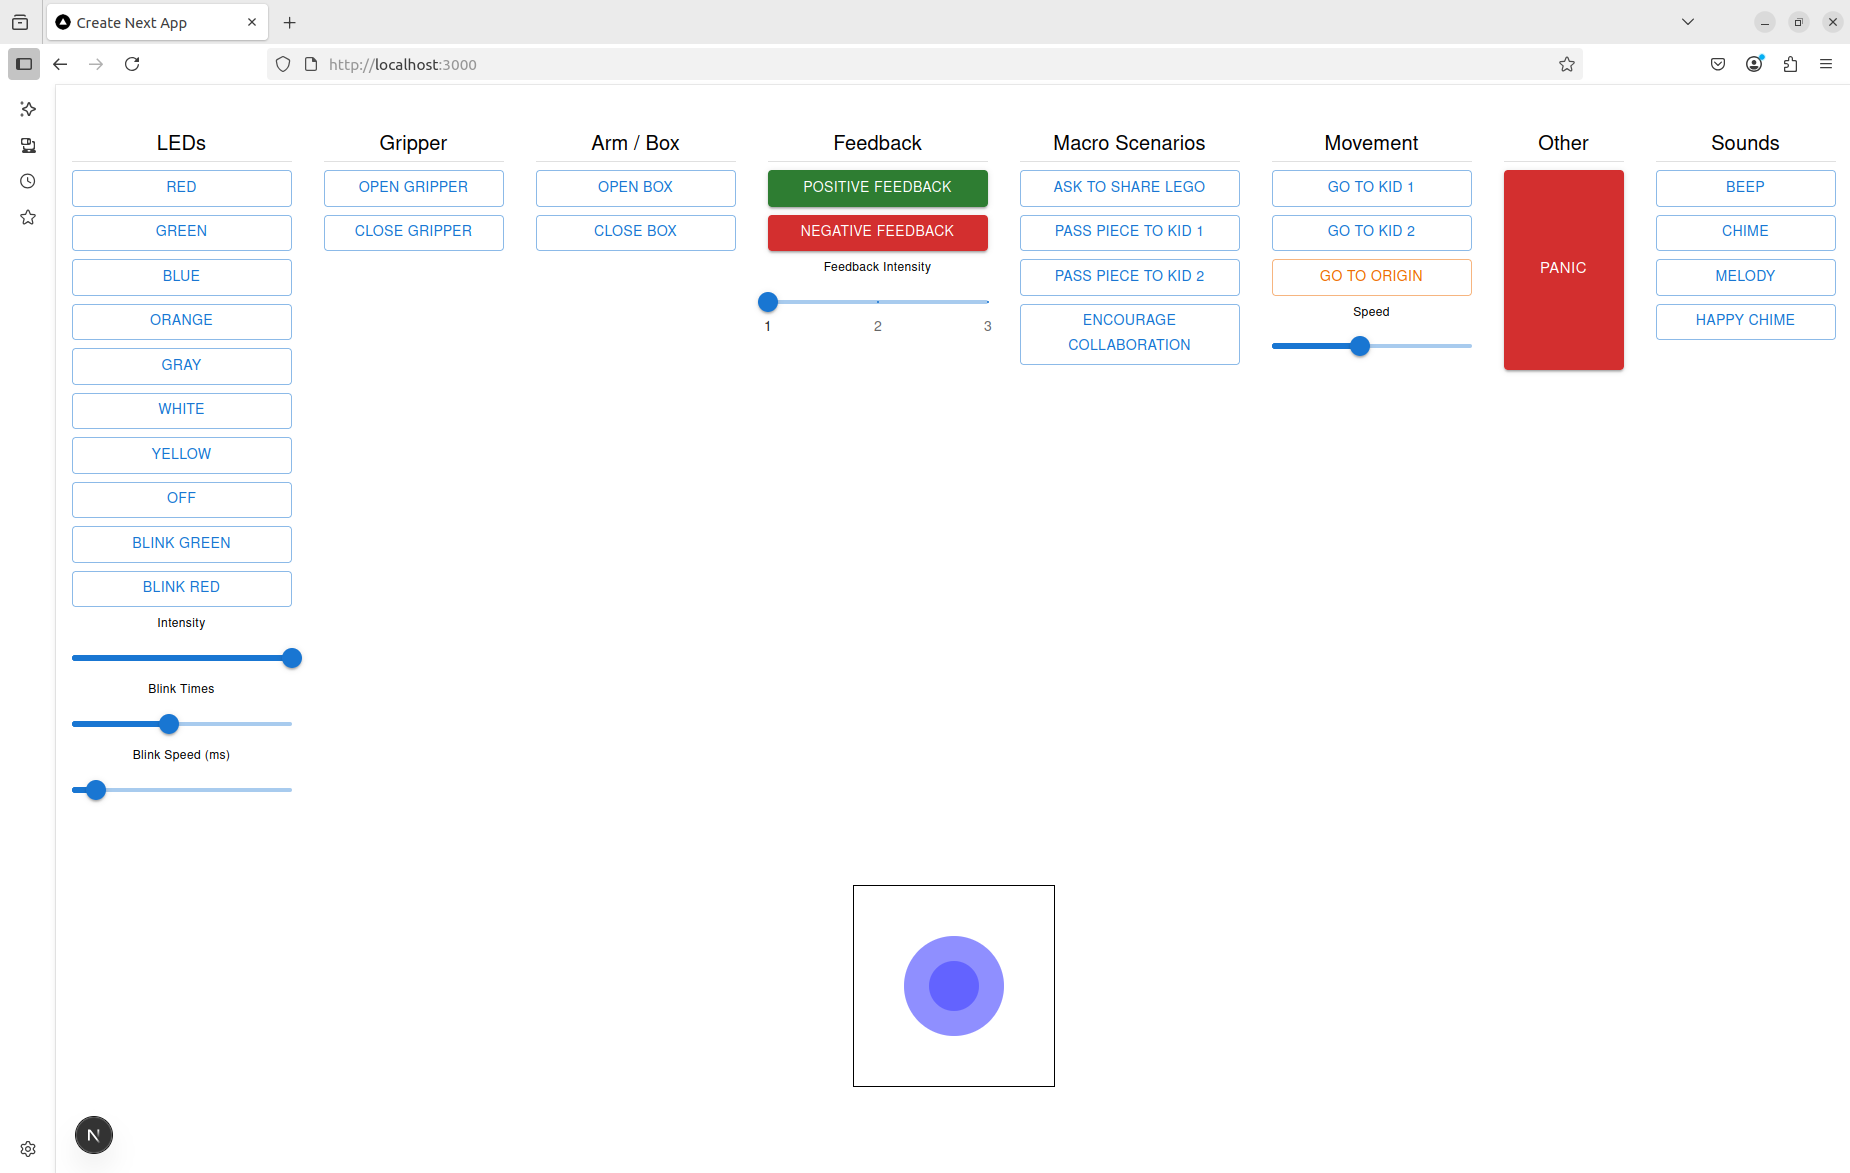 Create Next App
http://localhost:3000
LEDs
RED
GREEN
BLUE
ORANGE
GRAY
WHITE
YELLOW
OFF
BLINK GREEN
BLINK RED
Intensity
Blink Times
Blink Speed (ms)
Gripper
OPEN GRIPPER
CLOSE GRIPPER
Arm / Box
OPEN BOX
CLOSE BOX
Feedback
POSITIVE FEEDBACK
NEGATIVE FEEDBACK
Feedback Intensity
1 2 3
Macro Scenarios
ASK TO SHARE LEGO
PASS PIECE TO KID 1
PASS PIECE TO KID 2
ENCOURAGE
COLLABORATION
Movement
GO TO KID 1
GO TO KID 2
GO TO ORIGIN
Speed
Other
PANIC
Sounds
BEEP
CHIME
MELODY
HAPPY CHIME
N